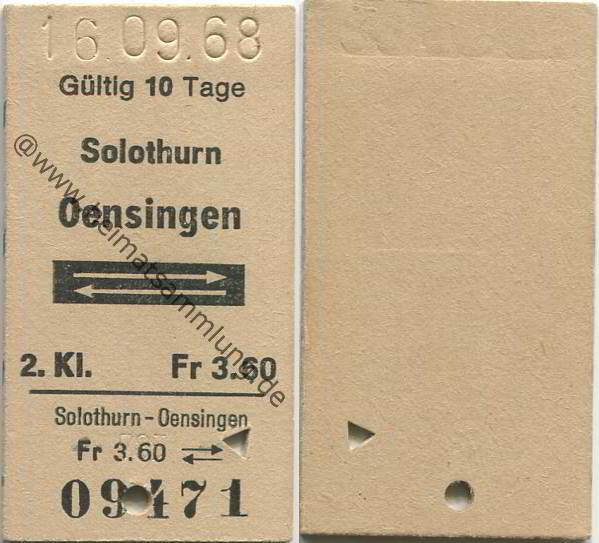 16.09.68
Gültig 10 Tage
Solothurn
Oensingen
2. Kl. Fr 3.60
Solothurn - Oensingen
Fr 3.60
09471
@www.heimatsammlung.de